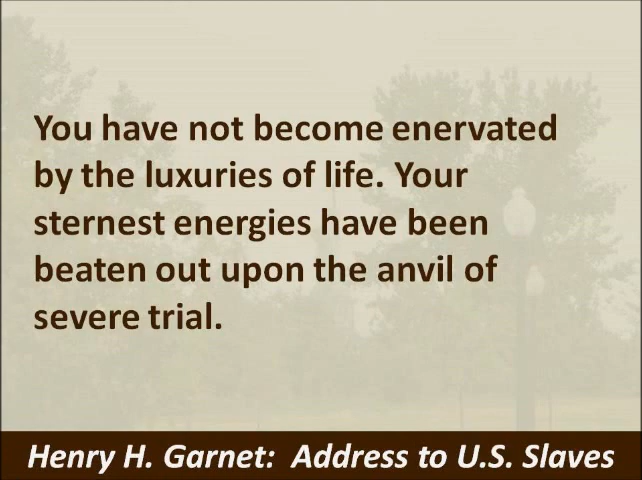 You have not become enervated
by the luxuries of life. Your
sternest energies have been
beaten out upon the anvil of
severe trial.
Henry H. Garnet:  Address to U.S. Slaves